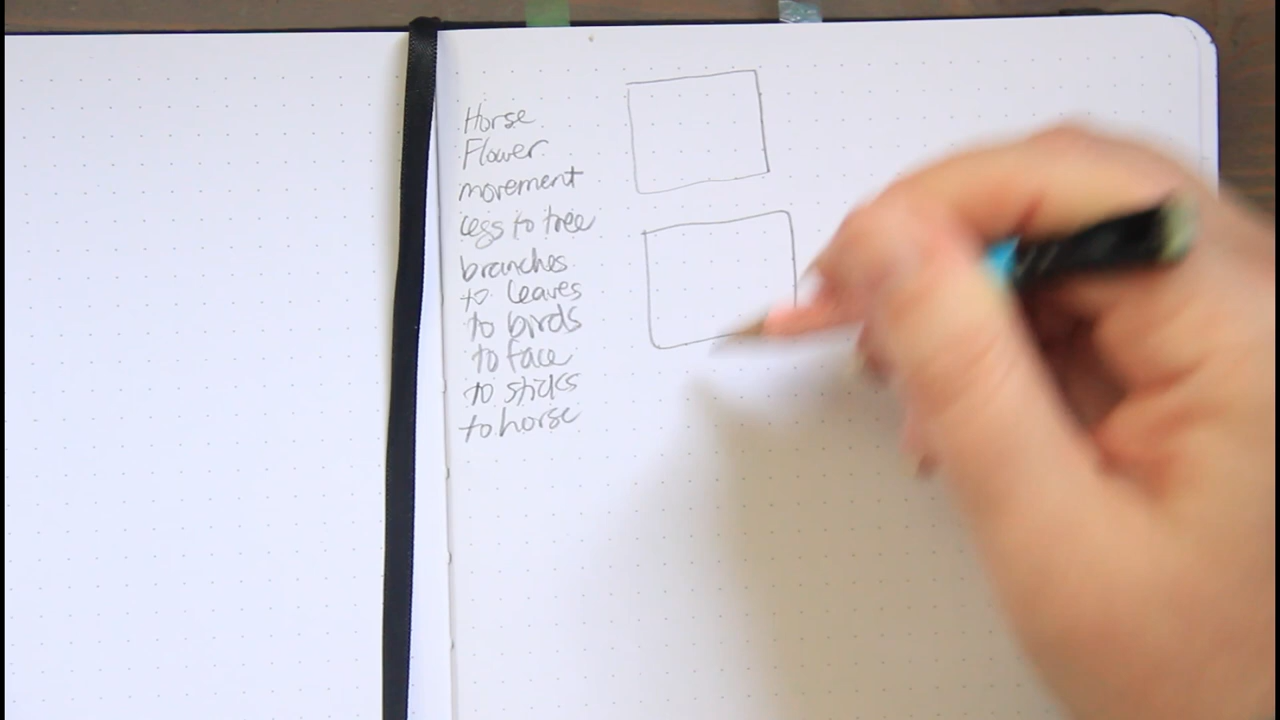 Horse
Flower
movement
legs to tree
branches
to leaves
to birds
to face
to sticks
to horse